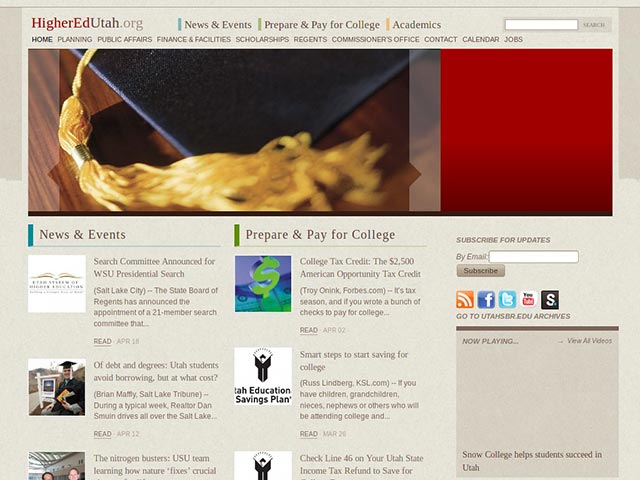 HigherEdUtah.org
News & Events
Prepare & Pay for College
Academics
SEARCH
HOME PLANNING PUBLIC AFFAIRS FINANCE & FACILITIES SCHOLARSHIPS REGENTS COMMISSIONER'S OFFICE CONTACT CALENDAR JOBS
News & Events
Search Committee Announced for
WSU Presidential Search
(Salt Lake City) -- The State Board of
Regents has announced the
appointment of a 21-member search
committee that...
READ · APR 18
UTAH SYSTEM OF
HIGHER EDUCATION
Of debt and degrees: Utah students
avoid borrowing, but at what cost?
(Brian Maffly, Salt Lake Tribune) --
During a typical week, Realtor Dan
Smuin drives all over the Salt Lake...
READ · APR 12
The nitrogen busters: USU team
learning how nature ‘fixes’ crucial
Prepare & Pay for College
College Tax Credit: The $2,500
American Opportunity Tax Credit
(Troy Onink, Forbes.com) -- It's tax
season, and if you wrote a bunch of
checks to pay for college...
READ · APR 02 ·
Smart steps to start saving for
college
(Russ Lindberg, KSL.com) -- If you
have children, grandchildren,
nieces, nephews or others who will
be attending college and...
READ · MAR 26
tah Education
Savings Plan
Check Line 46 on Your Utah State
Income Tax Refund to Save for
SUBSCRIBE FOR UPDATES
By Email:
Subscribe
You
Tube
S.
GO TO UTAHSBR.EDU ARCHIVES
NOW PLAYING...
→ View All Videos
Snow College helps students succeed in
Utah